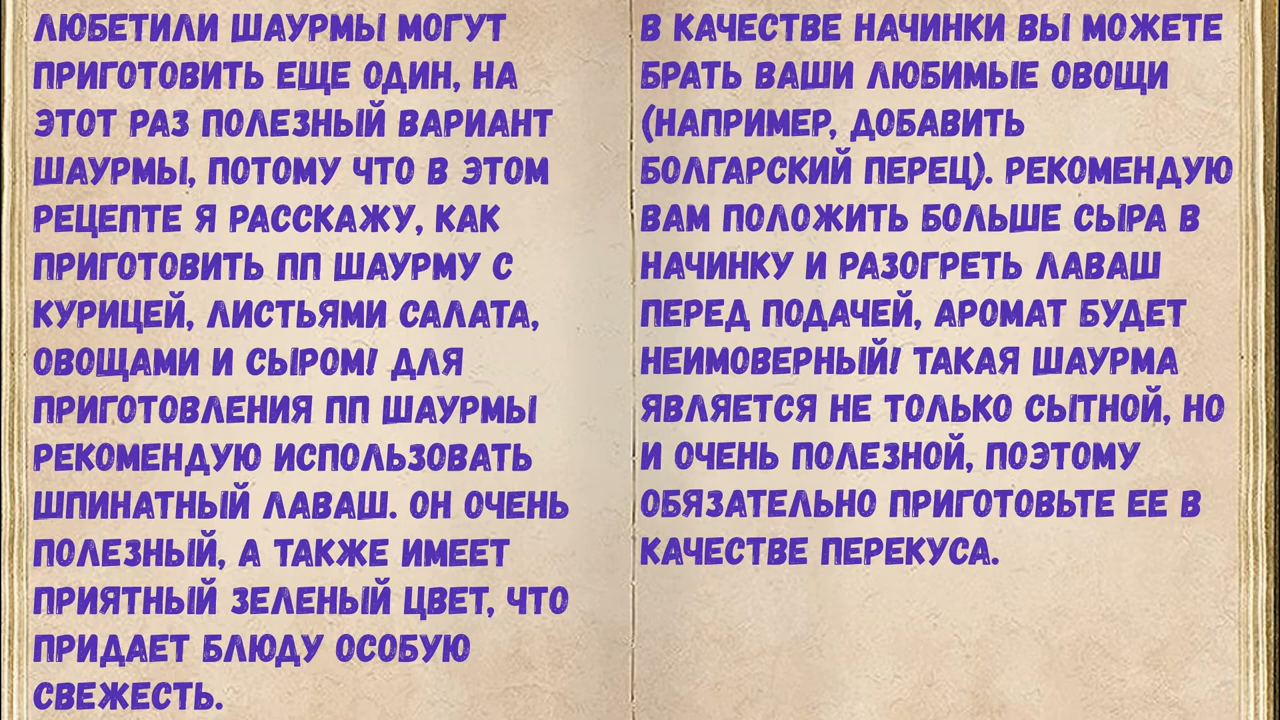 ЛЮБЕТИЛИ ШАУРМЫ МОГУТ
ПРИГОТОВИТЬ ЕЩЕ ОДИН, НА
ЭТОТ РАЗ ПОЛЕЗНЫЙ ВАРИАНТ
ШАУРМЫ, ПОТОМУ ЧТО В ЭТОМ
РЕЦЕПТЕ Я РАССКАЖУ, КАК
ПРИГОТОВИТЬ ПП ШАУРМУ С
КУРИЦЕЙ, ЛИСТЬЯМИ САЛАТА,
ОВОЩАМИ И СЫРОМ! ДЛЯ
ПРИГОТОВЛЕНИЯ ПП ШАУРМЫ
РЕКОМЕНДУЮ ИСПОЛЬЗОВАТЬ
ШПИНАТНЫЙ ЛАВАШ. ОН ОЧЕНЬ
ПОЛЕЗНЫЙ, А ТАКЖЕ ИМЕЕТ
ПРИЯТНЫЙ ЗЕЛЕНЫЙ ЦВЕТ, ЧТО
ПРИДАЕТ БЛЮДУ ОСОБУЮ
СВЕЖЕСТЬ.
В КАЧЕСТВЕ НАЧИНКИ ВЫ МОЖЕТЕ
БРАТЬ ВАШИ ЛЮБИМЫЕ ОВОЩИ
(НАПРИМЕР, ДОБАВИТЬ
БОЛГАРСКИЙ ПЕРЕЦ). РЕКОМЕНДУЮ
ВАМ ПОЛОЖИТЬ БОЛЬШЕ СЫРА В
НАЧИНКУ И РАЗОГРЕТЬ ЛАВАШ
ПЕРЕД ПОДАЧЕЙ, АРОМАТ БУДЕТ
НЕИМОВЕРНЫЙ! ТАКАЯ ШАУРМА
ЯВЛЯЕТСЯ НЕ ТОЛЬКО СЫТНОЙ, НО
И ОЧЕНЬ ПОЛЕЗНОЙ, ПОЭТОМУ
ОБЯЗАТЕЛЬНО ПРИГОТОВЬТЕ ЕЕ В
КАЧЕСТВЕ ПЕРЕКУСА.